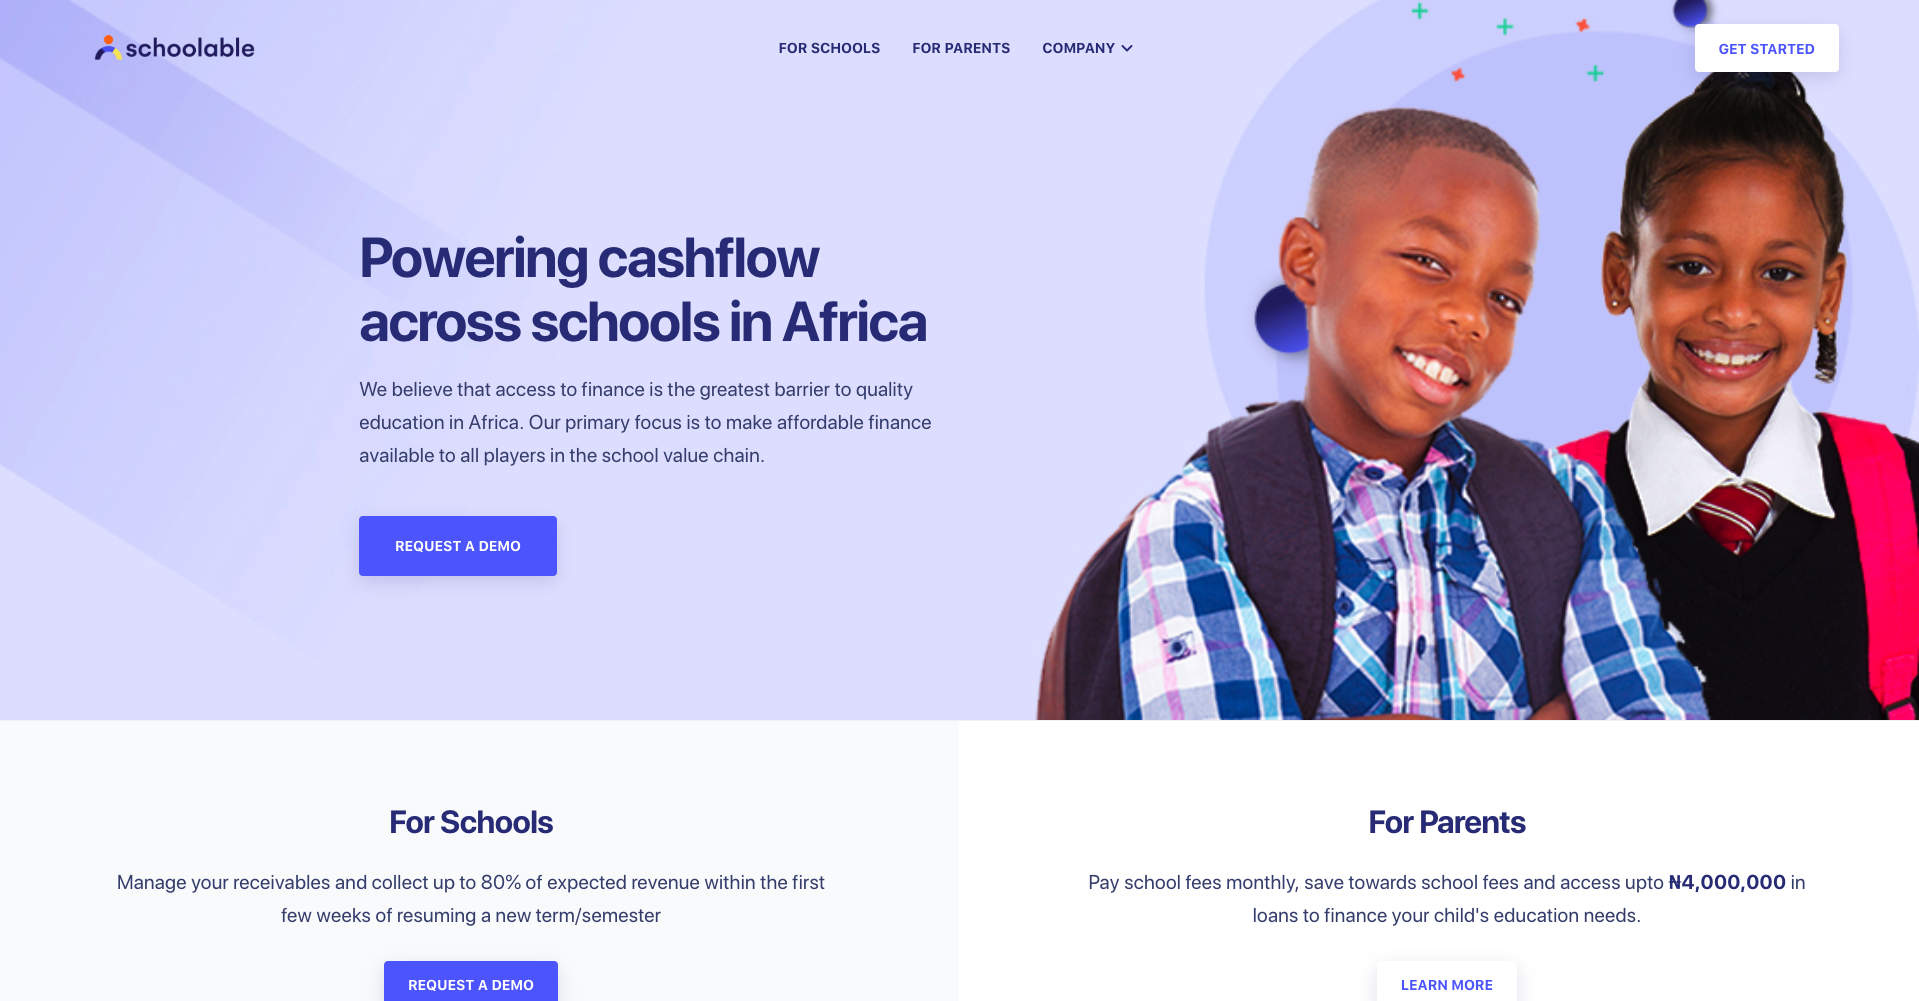 schoolable
FOR SCHOOLS
FOR PARENTS
COMPANY
GET STARTED
Powering cashflow
across schools in Africa
We believe that access to finance is the greatest barrier to quality
education in Africa. Our primary focus is to make affordable finance
available to all players in the school value chain.
REQUEST A DEMO
For Schools
Manage your receivables and collect up to 80% of expected revenue within the first
few weeks of resuming a new term/semester
REQUEST A DEMO
For Parents
Pay school fees monthly, save towards school fees and access upto ₦4,000,000 in
loans to finance your child's education needs.
LEARN MORE